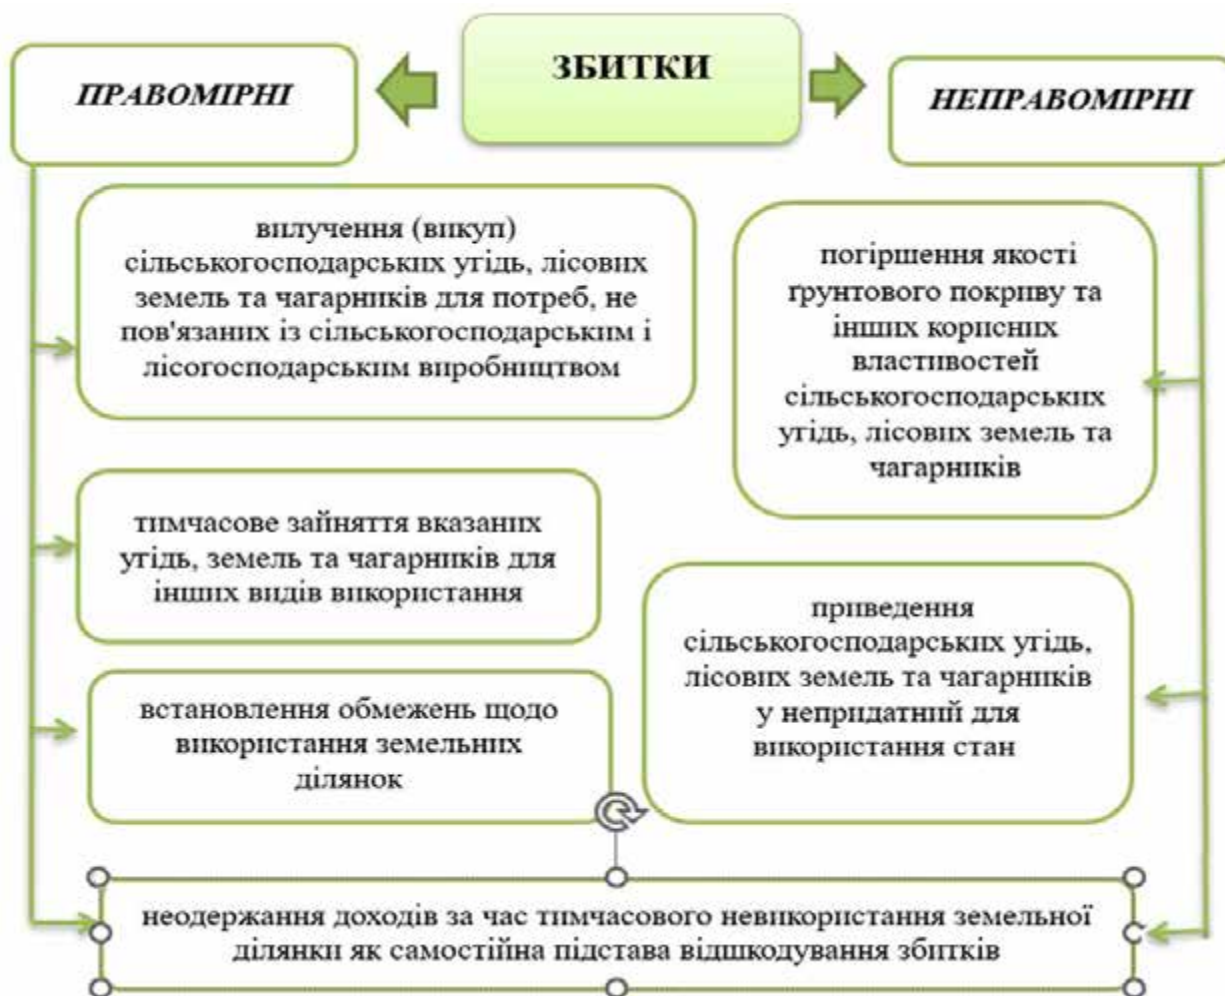 ЗБИТКИ
ПРАВОМІРНІ
НЕПРАВОМІРНІ
вилучення (викуп)
сільськогосподарських угідь, лісових
земель та чагарників для потреб, не
пов'язаних із сільськогосподарським і
лісогосподарським виробництвом
тимчасове зайняття вказаних
угідь, земель та чагарників для
інших видів використання
встановлення обмежень щодо
використання земельних
ділянок
погіршення якості
ґрунтового покриву та
інших корисних
властивостей
сільськогосподарських
угідь, лісових земель та
чагарників
приведення
сільськогосподарських угідь,
лісових земель та чагарників
у непридатний для
використання стан
неодержання доходів за час тимчасового невикористання земельної
ділянки як самостійна підстава відшкодування збитків